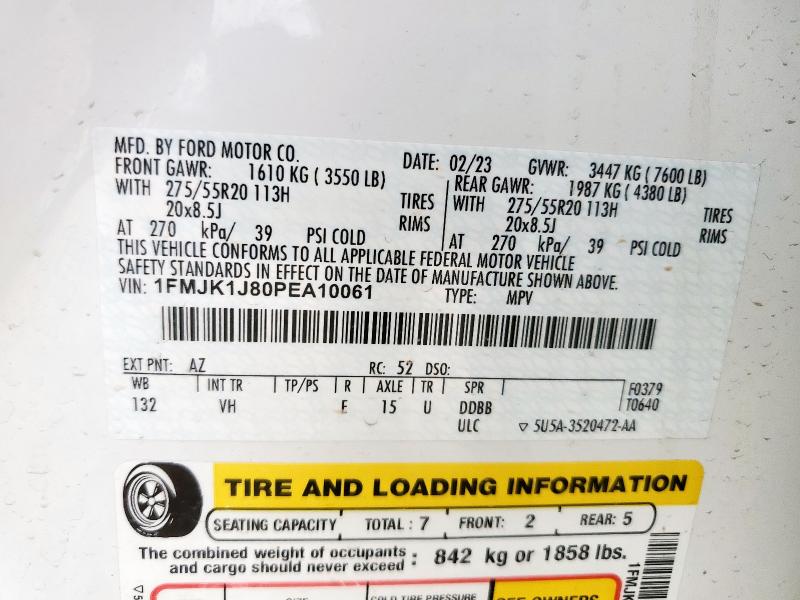 MFD. BY FORD MOTOR CO. DATE: 02/23 GVWR: 3447 KG ( 7600 LB)
FRONT GAWR: 1610 KG ( 3550 LB) REAR GAWR: 1987 KG ( 4380 LB)
WITH 275/55R20 113H TIRES WITH 275/55R20 113H TIRES
20x8.5J RIMS 20x8.5J RIMS
AT 270 kPa/ 39 PSI COLD AT 270 kPa/ 39 PSI COLD
THIS VEHICLE CONFORMS TO ALL APPLICABLE FEDERAL MOTOR VEHICLE
SAFETY STANDARDS IN EFFECT ON THE DATE OF MANUFACTURE SHOWN ABOVE.
VIN: 1FMJK1J80PEA10061 TYPE: MPV
EXT PNT: AZ RC: 52 DSO:
WB INT TR TP/PS R AXLE TR SPR F0379
132 VH E 15 U DDBB T0640
ULC ▽ 5U5A-3520472-AA
TIRE AND LOADING INFORMATION
SEATING CAPACITY TOTAL : 7 FRONT: 2 REAR: 5
The combined weight of occupants
and cargo should never exceed : 842 kg or 1858 lbs.
COLD TIRE PRESSURE
SEE OWNERS
1FMJK